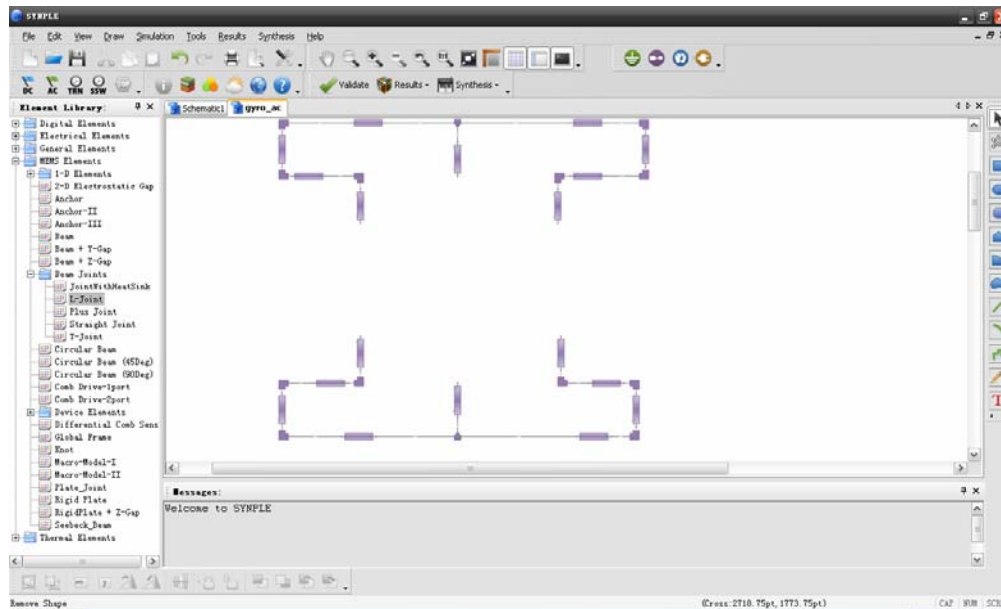 SYNPLE
File Edit View Draw Simulation Tools Results Synthesis Help
DC AC TRN SSW Validate Results Synthesis
Element Library:
Schematic1 gyro_ac
Digital Elements
Electrical Elements
General Elements
MEMS Elements
1-D Elements
2-D Electrostatic Gap
Anchor
Anchor-II
Anchor-III
Beam
Beam + Y-Gap
Beam + Z-Gap
Beam Joints
JointWithHeatSink
L-Joint
Plus Joint
Straight Joint
T-Joint
Circular Beam
Circular Beam (45Deg)
Circular Beam (90Deg)
Comb Drive-1port
Comb Drive-2port
Device Elements
Differential Comb Sens
Global Frame
Knot
Macro-Model-I
Macro-Model-II
Plate_Joint
Rigid Plate
RigidPlate + Z-Gap
Seebeck_Beam
Thermal Elements
Messages:
Welcome to SYNPLE
Remove Shape
(Cross:2718.75pt, 1773.75pt)
CAP NUM SCR